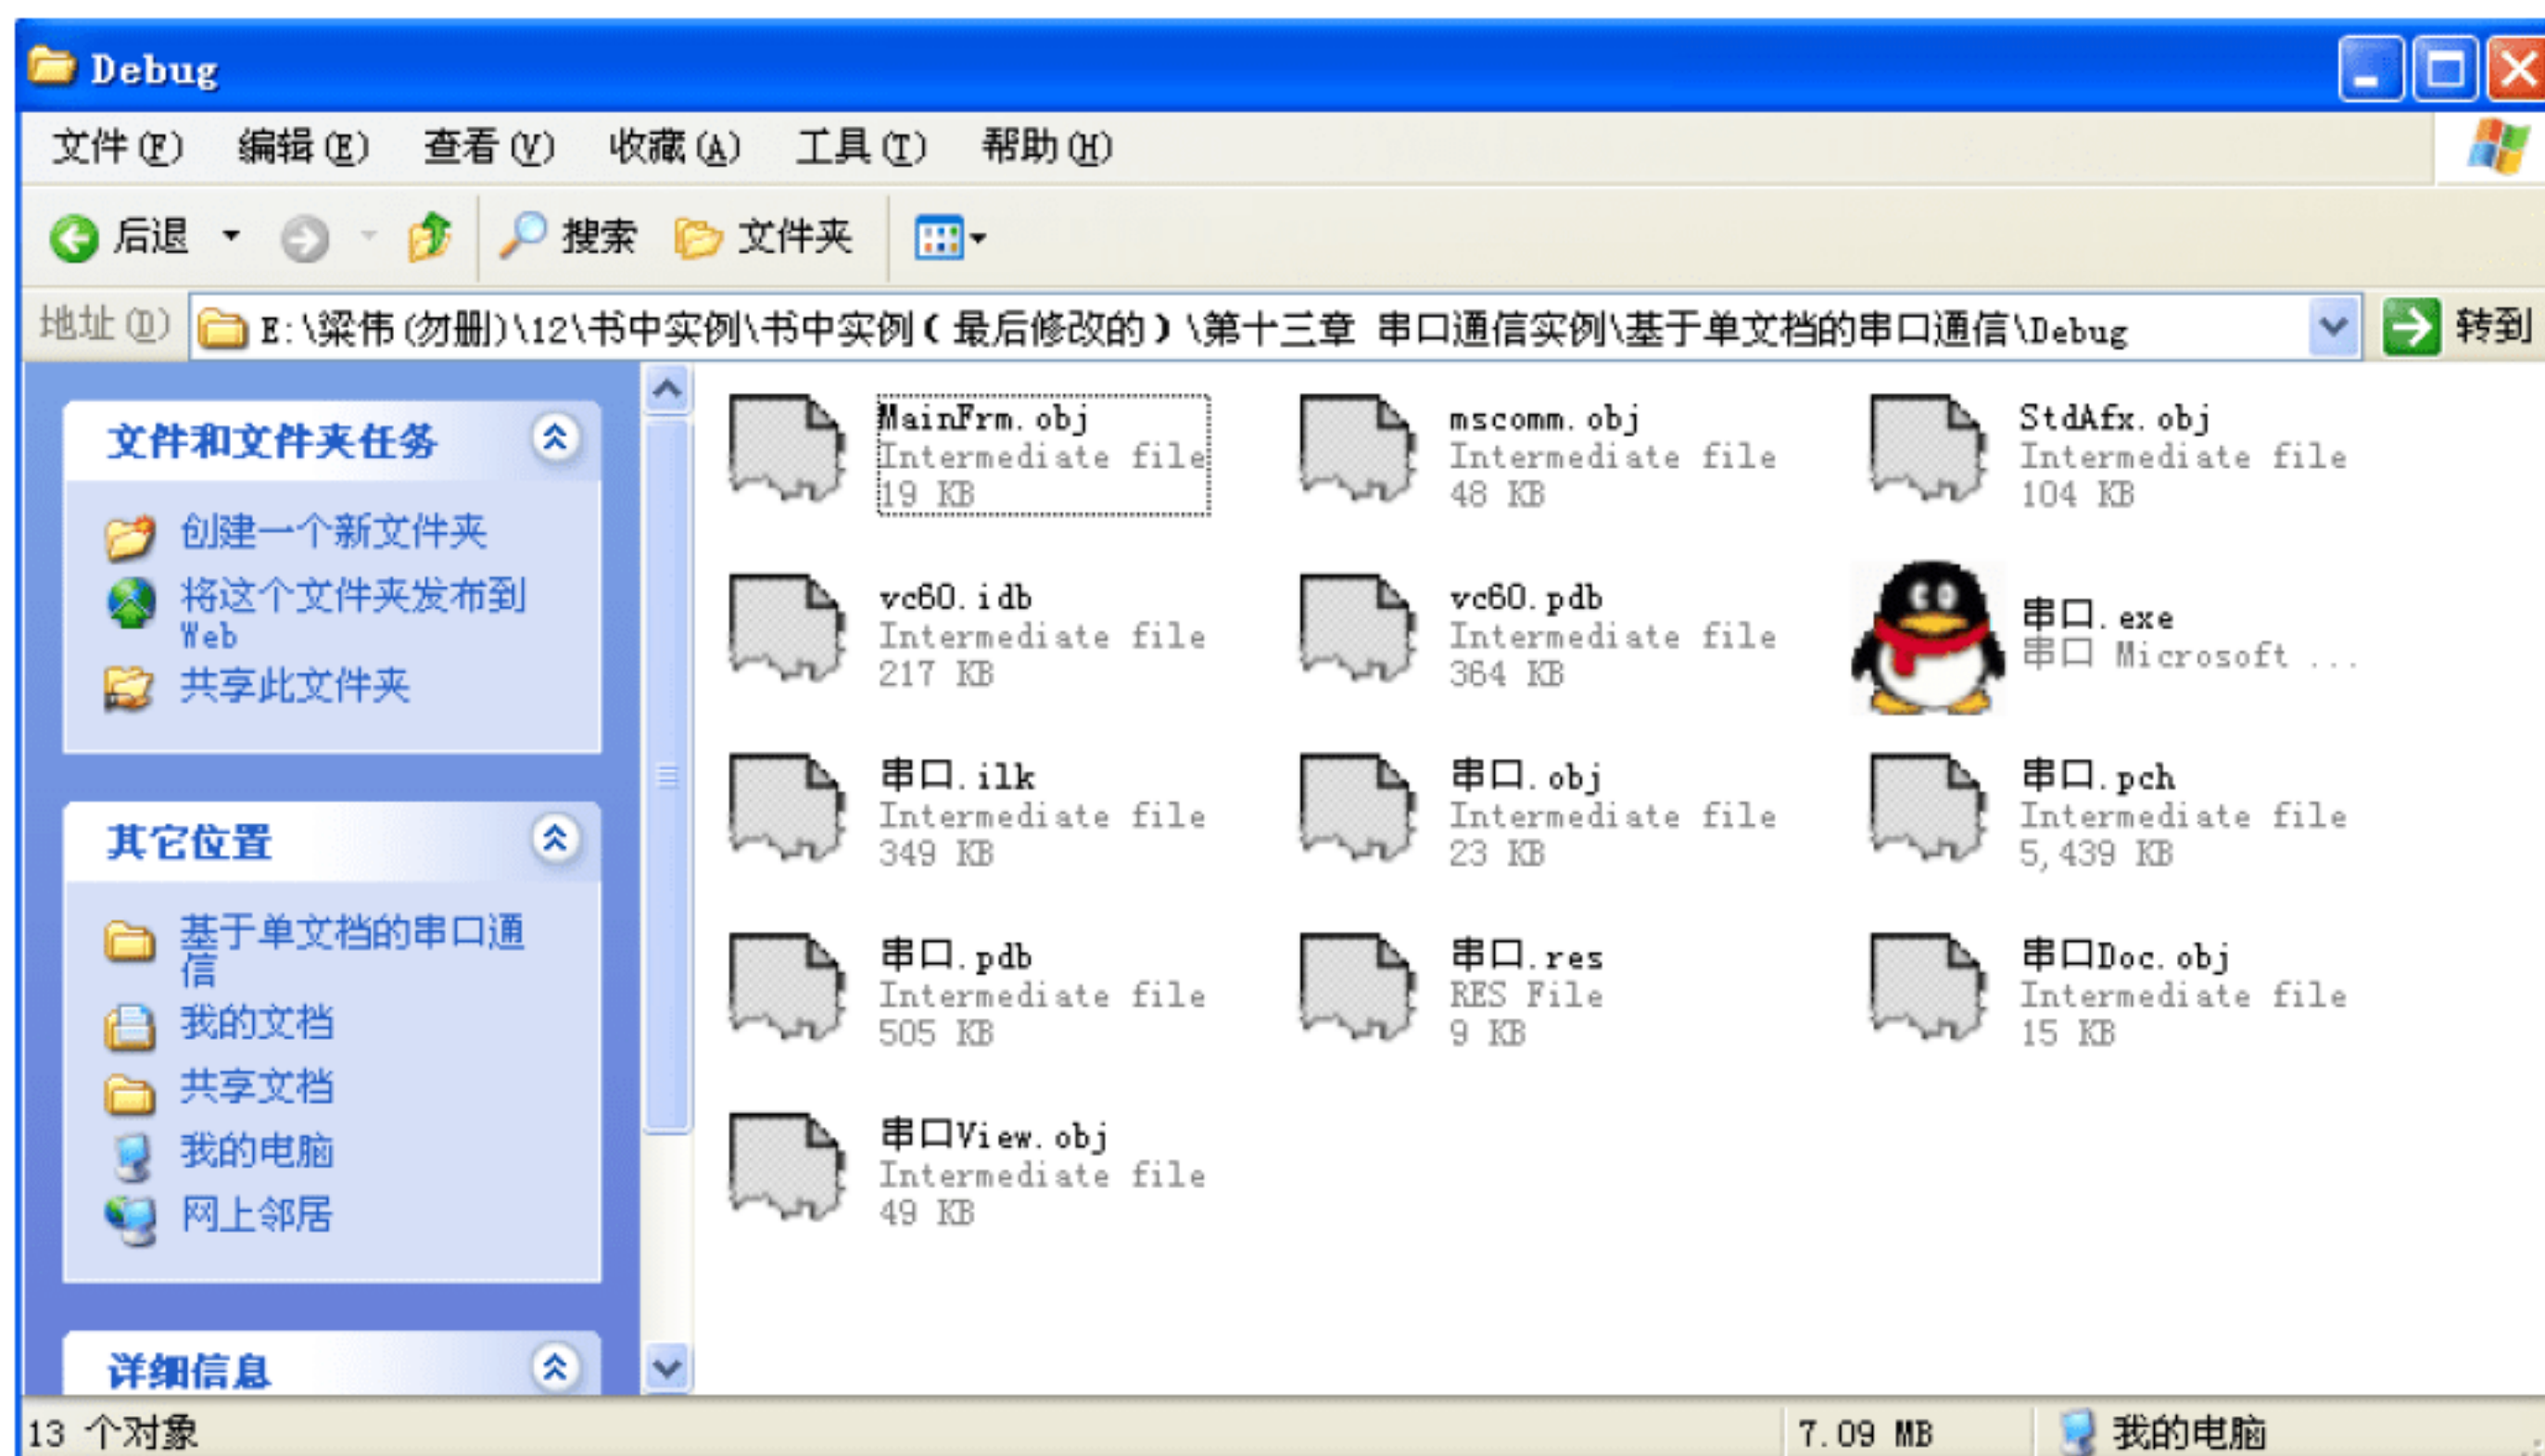 Debug
文件(F) 编辑(E) 查看(V) 收藏(A) 工具(T) 帮助(H)
后退 搜索 文件夹
地址(D) E:\梁伟(勿删)\12\书中实例\书中实例(最后修改的)\第十三章 串口通信实例\基于单文档的串口通信\Debug 转到
文件和文件夹任务
创建一个新文件夹
将这个文件夹发布到
Web
共享此文件夹
其它位置
基于单文档的串口通
信
我的文档
共享文档
我的电脑
网上邻居
详细信息
MainFrm.obj
Intermediate file
19 KB
mscomm.obj
Intermediate file
48 KB
StdAfx.obj
Intermediate file
104 KB
vc60.idb
Intermediate file
217 KB
vc60.pdb
Intermediate file
364 KB
串口.exe
串口 Microsoft ...
串口.ilk
Intermediate file
349 KB
串口.obj
Intermediate file
23 KB
串口.pch
Intermediate file
5,439 KB
串口.pdb
Intermediate file
505 KB
串口.res
RES File
9 KB
串口Doc.obj
Intermediate file
15 KB
串口View.obj
Intermediate file
49 KB
13 个对象 7.09 MB 我的电脑